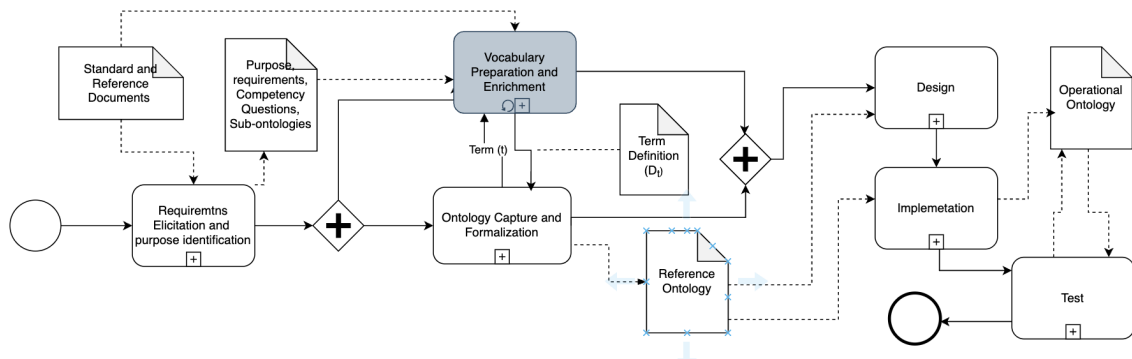 Standard and
Reference
Documents
Purpose,
requirements,
Competency
Questions,
Sub-ontologies
Vocabulary
Preparation and
Enrichment
Term (t)
Term
Definition
(Dt)
Design
Operational
Ontology
Requiremtns
Elicitation and
purpose identification
Ontology Capture and
Formalization
Implemetation
Reference
Ontology
Test